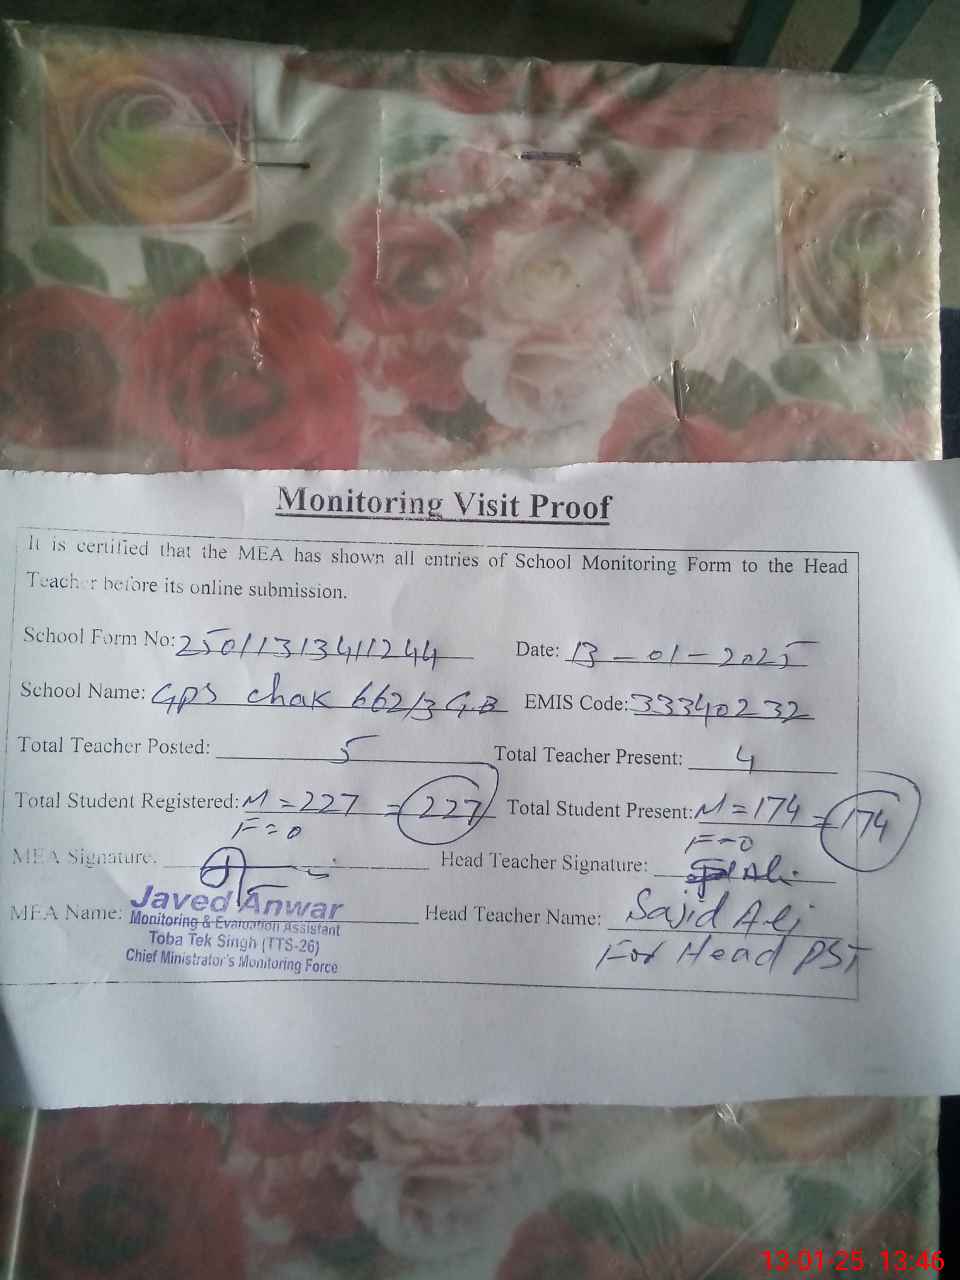 Monitoring Visit Proof
It is certified that the MEA has shown all entries of School Monitoring Form to the Head
Teacher before its online submission.
School Form No: 25011313411244 Date: 13-01-2025
School Name: GPS chak 662/3 G.B EMIS Code: 33340232
Total Teacher Posted: 5 Total Teacher Present: 4
Total Student Registered: M = 227 = 227 Total Student Present: M = 174 = 174
F = 0 F = 0
MEA Signature: Head Teacher Signature:
MEA Name: Javed Anwar Head Teacher Name: Sajid Ali
Monitoring & Evaluation Assistant
Toba Tek Singh (TTS-26) For Head PST
Chief Ministrator's Monitoring Force
13-01-25 13:46